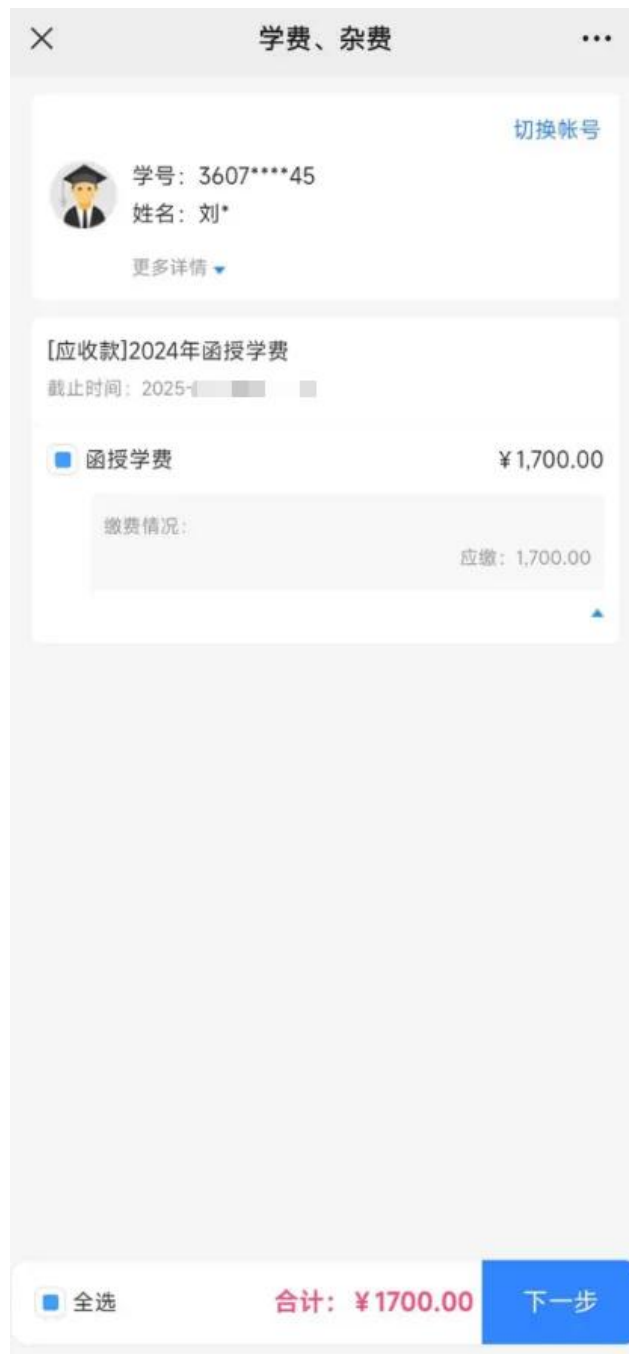 学费、杂费
切换帐号
学号：3607****45
姓名：刘*
更多详情
[应收款]2024年函授学费
截止时间：2025-
函授学费 ¥1,700.00
缴费情况：
应缴：1,700.00
全选 合计：¥1700.00 下一步